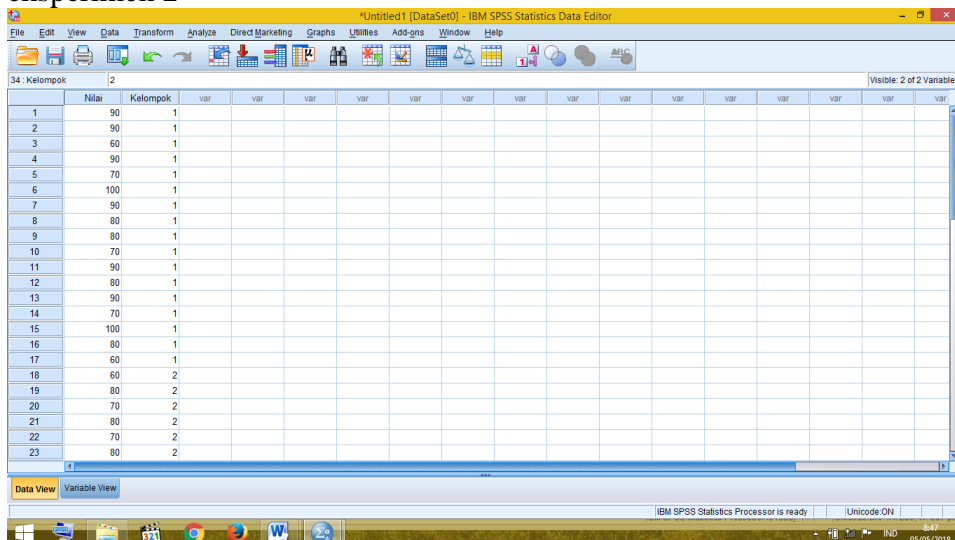 eksperimen 2
*Untitled1 [DataSet0] - IBM SPSS Statistics Data Editor
File Edit View Data Transform Analyze Direct Marketing Graphs Utilities Add-ons Window Help
34 : Kelompok 2 Visible: 2 of 2 Variable
Nilai Kelompok var var var var var var var var var var var var var var
1 90 1
2 90 1
3 60 1
4 90 1
5 70 1
6 100 1
7 90 1
8 80 1
9 80 1
10 70 1
11 90 1
12 80 1
13 90 1
14 70 1
15 100 1
16 80 1
17 60 1
18 60 2
19 80 2
20 70 2
21 80 2
22 70 2
23 80 2
Data View Variable View
IBM SPSS Statistics Processor is ready Unicode:ON
IND 8:47
05/05/2018